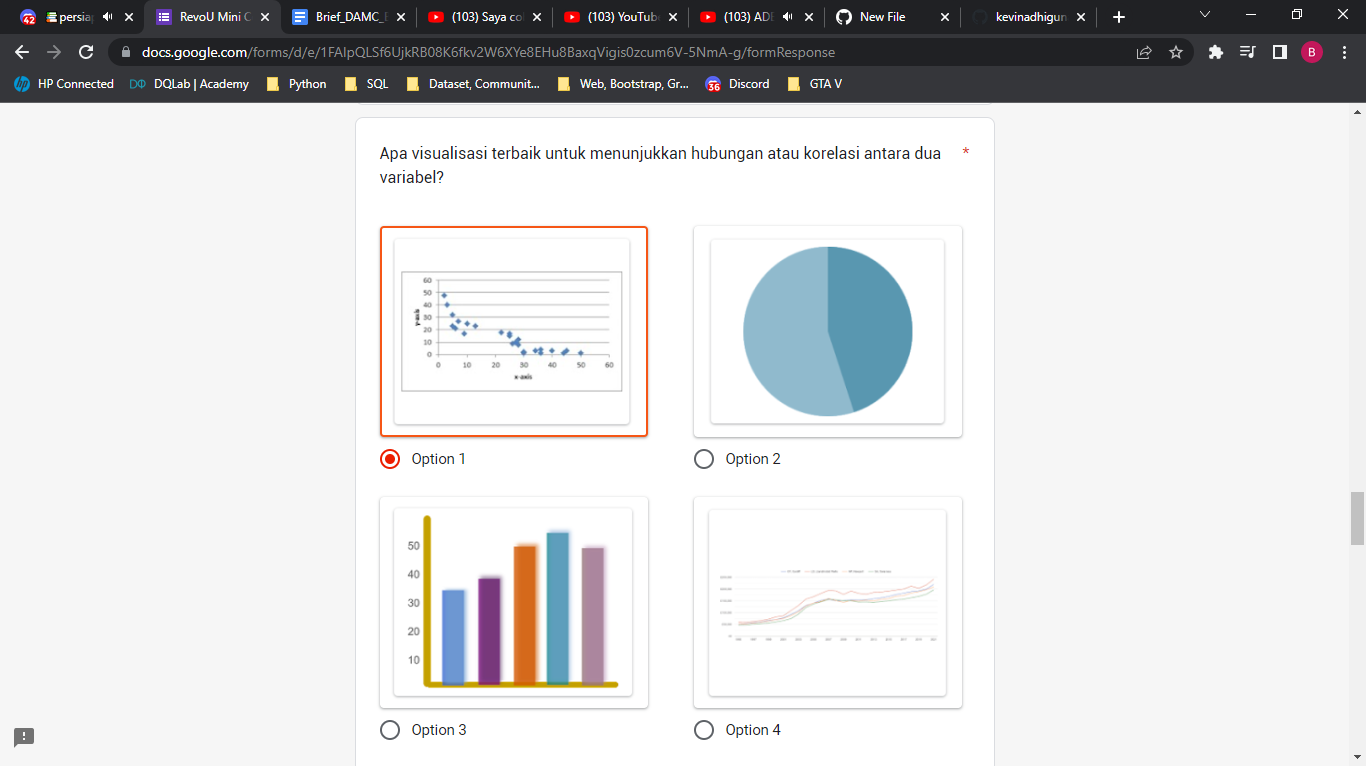 42 persia
RevoU Mini C
Brief_DAMC_
(103) Saya co
(103) YouTub
(103) ADE
New File
kevinadhigun
docs.google.com/forms/d/e/1FAIpQLSf6UjkRB08K6fkv2W6XYe8EHu8BaxqVigis0zcum6V-5NmA-g/formResponse
B
HP Connected
DQ DQLab | Academy
Python
SQL
Dataset, Communit...
Web, Bootstrap, Gr...
36 Discord
GTA V
Apa visualisasi terbaik untuk menunjukkan hubungan atau korelasi antara dua *
variabel?
60
50
40
30
20
10
0
y-axis
0 10 20 30 40 50 60
x-axis
Option 1
Option 2
50
40
30
20
10
Option 3
Option 4